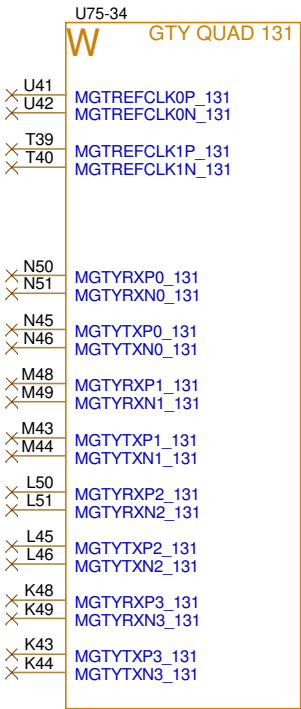 U75-34
W GTY QUAD 131
U41 MGTREFCLK0P_131
U42 MGTREFCLK0N_131
T39 MGTREFCLK1P_131
T40 MGTREFCLK1N_131
N50 MGTYRXP0_131
N51 MGTYRXN0_131
N45 MGTYTXP0_131
N46 MGTYTXN0_131
M48 MGTYRXP1_131
M49 MGTYRXN1_131
M43 MGTYTXP1_131
M44 MGTYTXN1_131
L50 MGTYRXP2_131
L51 MGTYRXN2_131
L45 MGTYTXP2_131
L46 MGTYTXN2_131
K48 MGTYRXP3_131
K49 MGTYRXN3_131
K43 MGTYTXP3_131
K44 MGTYTXN3_131